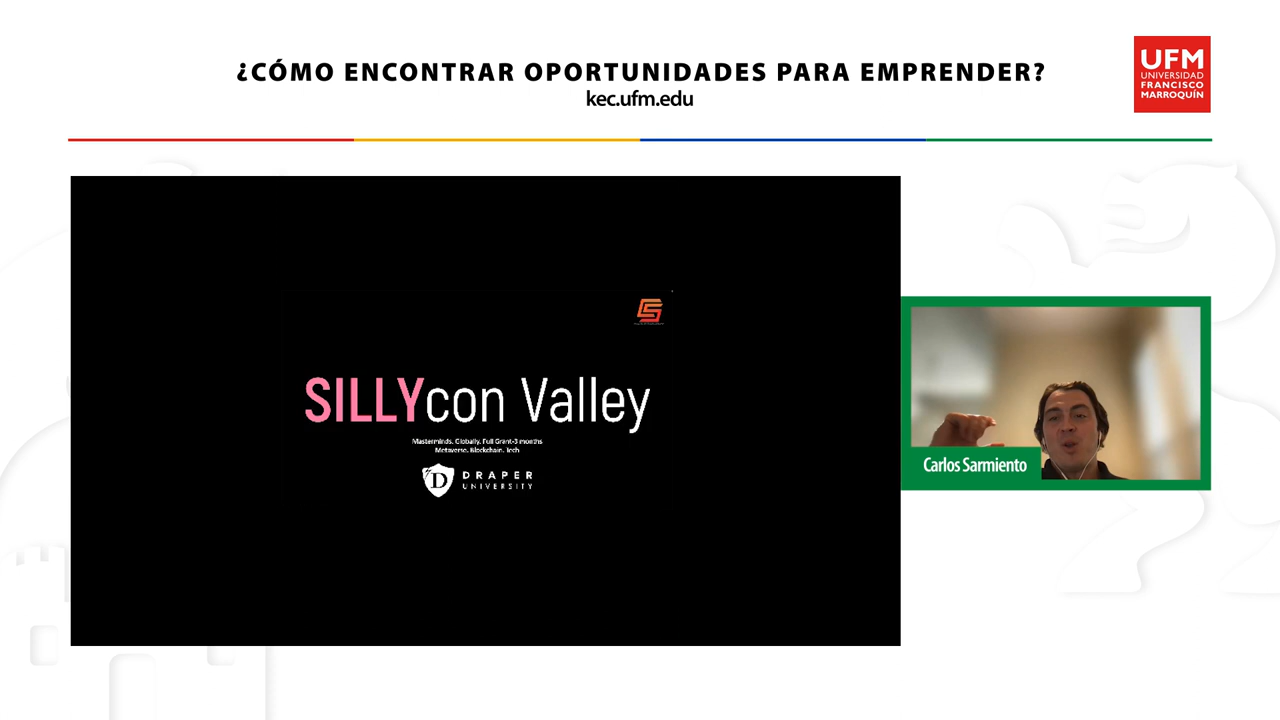 ¿CÓMO ENCONTRAR OPORTUNIDADES PARA EMPRENDER?
kec.ufm.edu
UFM
UNIVERSIDAD
FRANCISCO
MARROQUÍN
SILLYcon Valley
Masterminds. Globally. Full Grant-3 months
Metaverse. Blockchain. Tech
D
DRAPER
UNIVERSITY
Carlos Sarmiento